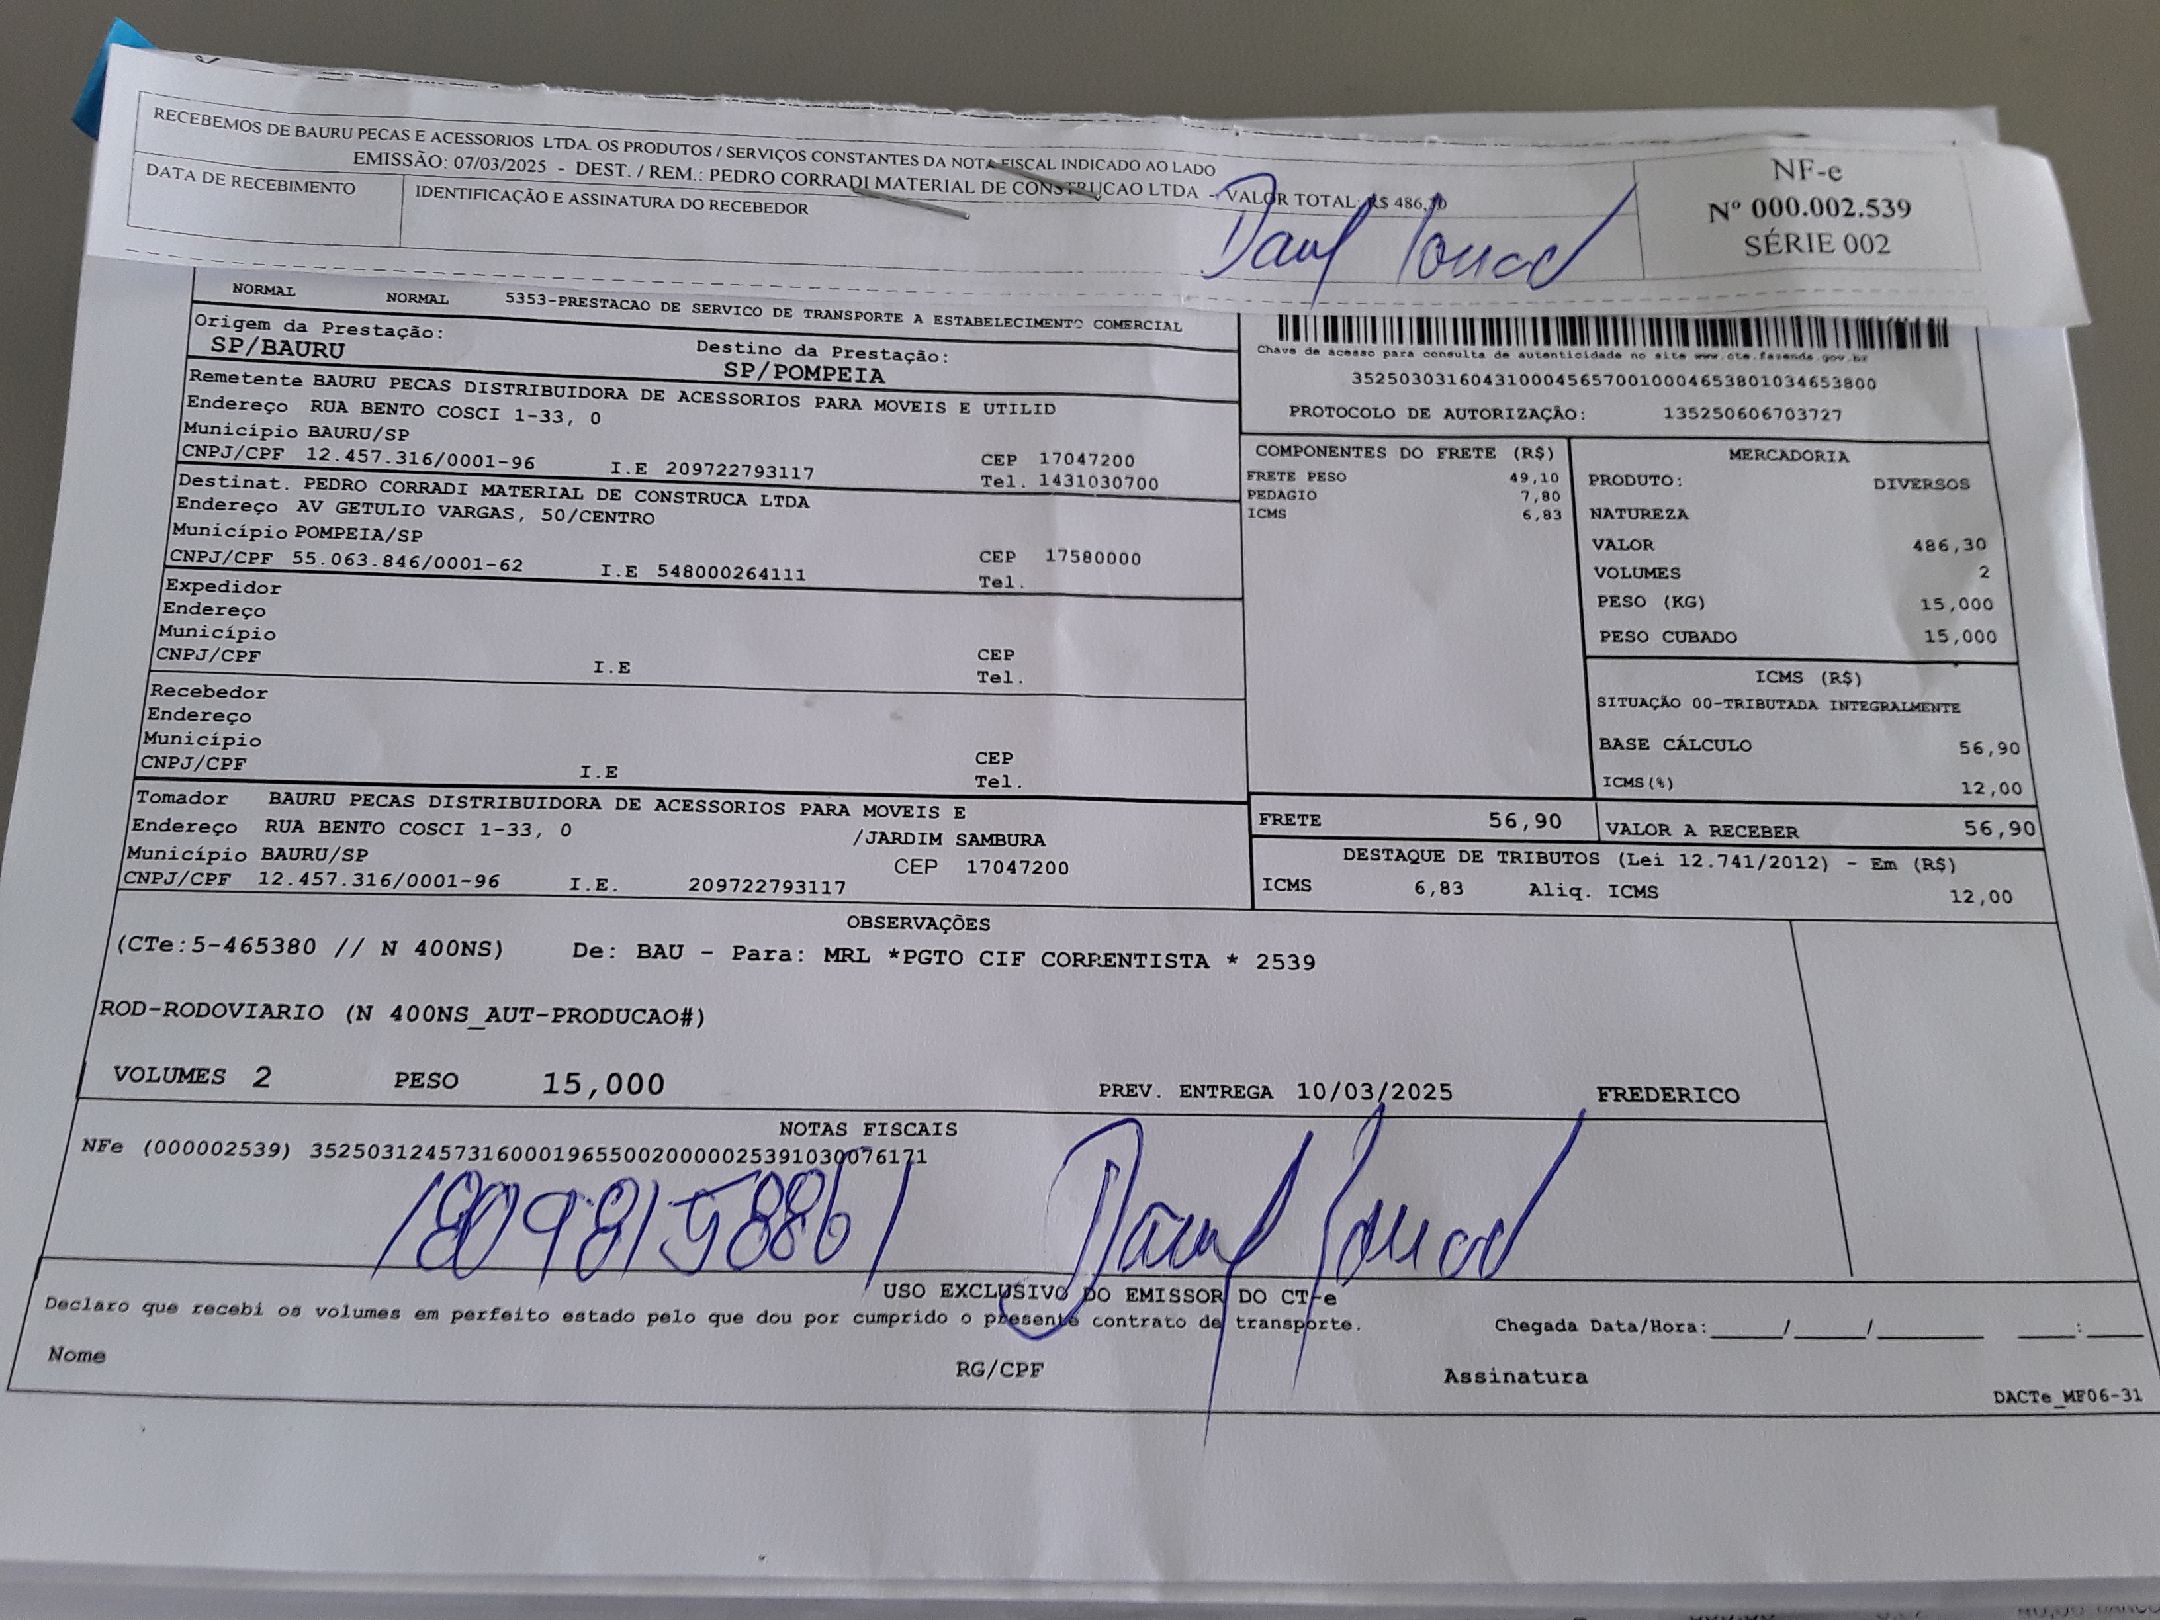 RECEBEMOS DE BAURU PECAS E ACESSORIOS LTDA. OS PRODUTOS / SERVIÇOS CONSTANTES DA NOTA FISCAL INDICADO AO LADO
EMISSÃO: 07/03/2025 - DEST. / REM.: PEDRO CORRADI MATERIAL DE CONSTRUCAO LTDA - VALOR TOTAL: R$ 486,30
DATA DE RECEBIMENTO
IDENTIFICAÇÃO E ASSINATURA DO RECEBEDOR
NF-e
Nº 000.002.539
SÉRIE 002
NORMAL NORMAL 5353-PRESTACAO DE SERVICO DE TRANSPORTE A ESTABELECIMENTO COMERCIAL
Origem da Prestação:
SP/BAURU
Destino da Prestação:
SP/POMPEIA
Remetente BAURU PECAS DISTRIBUIDORA DE ACESSORIOS PARA MOVEIS E UTILID
Endereço RUA BENTO COSCI 1-33, 0
Município BAURU/SP
CEP 17047200
CNPJ/CPF 12.457.316/0001-96 I.E 209722793117
Tel. 1431030700
Destinat. PEDRO CORRADI MATERIAL DE CONSTRUCA LTDA
Endereço AV GETULIO VARGAS, 50/CENTRO
Município POMPEIA/SP
CEP 17580000
CNPJ/CPF 55.063.846/0001-62 I.E 548000264111
Tel.
Expedidor
Endereço
Município
CEP
CNPJ/CPF I.E
Tel.
Recebedor
Endereço
Município
CEP
CNPJ/CPF I.E
Tel.
Tomador BAURU PECAS DISTRIBUIDORA DE ACESSORIOS PARA MOVEIS E
Endereço RUA BENTO COSCI 1-33, 0 /JARDIM SAMBURA
Município BAURU/SP CEP 17047200
CNPJ/CPF 12.457.316/0001-96 I.E. 209722793117
Chave de acesso para consulta de autenticidade no site www.cte.fazenda.gov.br
35250303160431000456570010004653801034653800
PROTOCOLO DE AUTORIZAÇÃO: 135250606703727
COMPONENTES DO FRETE (R$)
FRETE PESO 49,10
PEDAGIO 7,80
ICMS 6,83
MERCADORIA
PRODUTO: DIVERSOS
NATUREZA
VALOR 486,30
VOLUMES 2
PESO (KG) 15,000
PESO CUBADO 15,000
ICMS (R$)
SITUAÇÃO 00-TRIBUTADA INTEGRALMENTE
BASE CÁLCULO 56,90
ICMS(%) 12,00
FRETE 56,90
VALOR A RECEBER 56,90
DESTAQUE DE TRIBUTOS (Lei 12.741/2012) - Em (R$)
ICMS 6,83 Aliq. ICMS 12,00
OBSERVAÇÕES
(CTe:5-465380 // N 400NS) De: BAU - Para: MRL *PGTO CIF CORRENTISTA * 2539
ROD-RODOVIARIO (N 400NS_AUT-PRODUCAO#)
VOLUMES 2 PESO 15,000 PREV. ENTREGA 10/03/2025 FREDERICO
NOTAS FISCAIS
NFe (000002539) 35250312457316000196550020000025391030076171
USO EXCLUSIVO DO EMISSOR DO CT-e
Declaro que recebi os volumes em perfeito estado pelo que dou por cumprido o presente contrato de transporte.
Chegada Data/Hora:____/____/________ ____:____
Nome
RG/CPF
Assinatura
DACTe_MF06-31